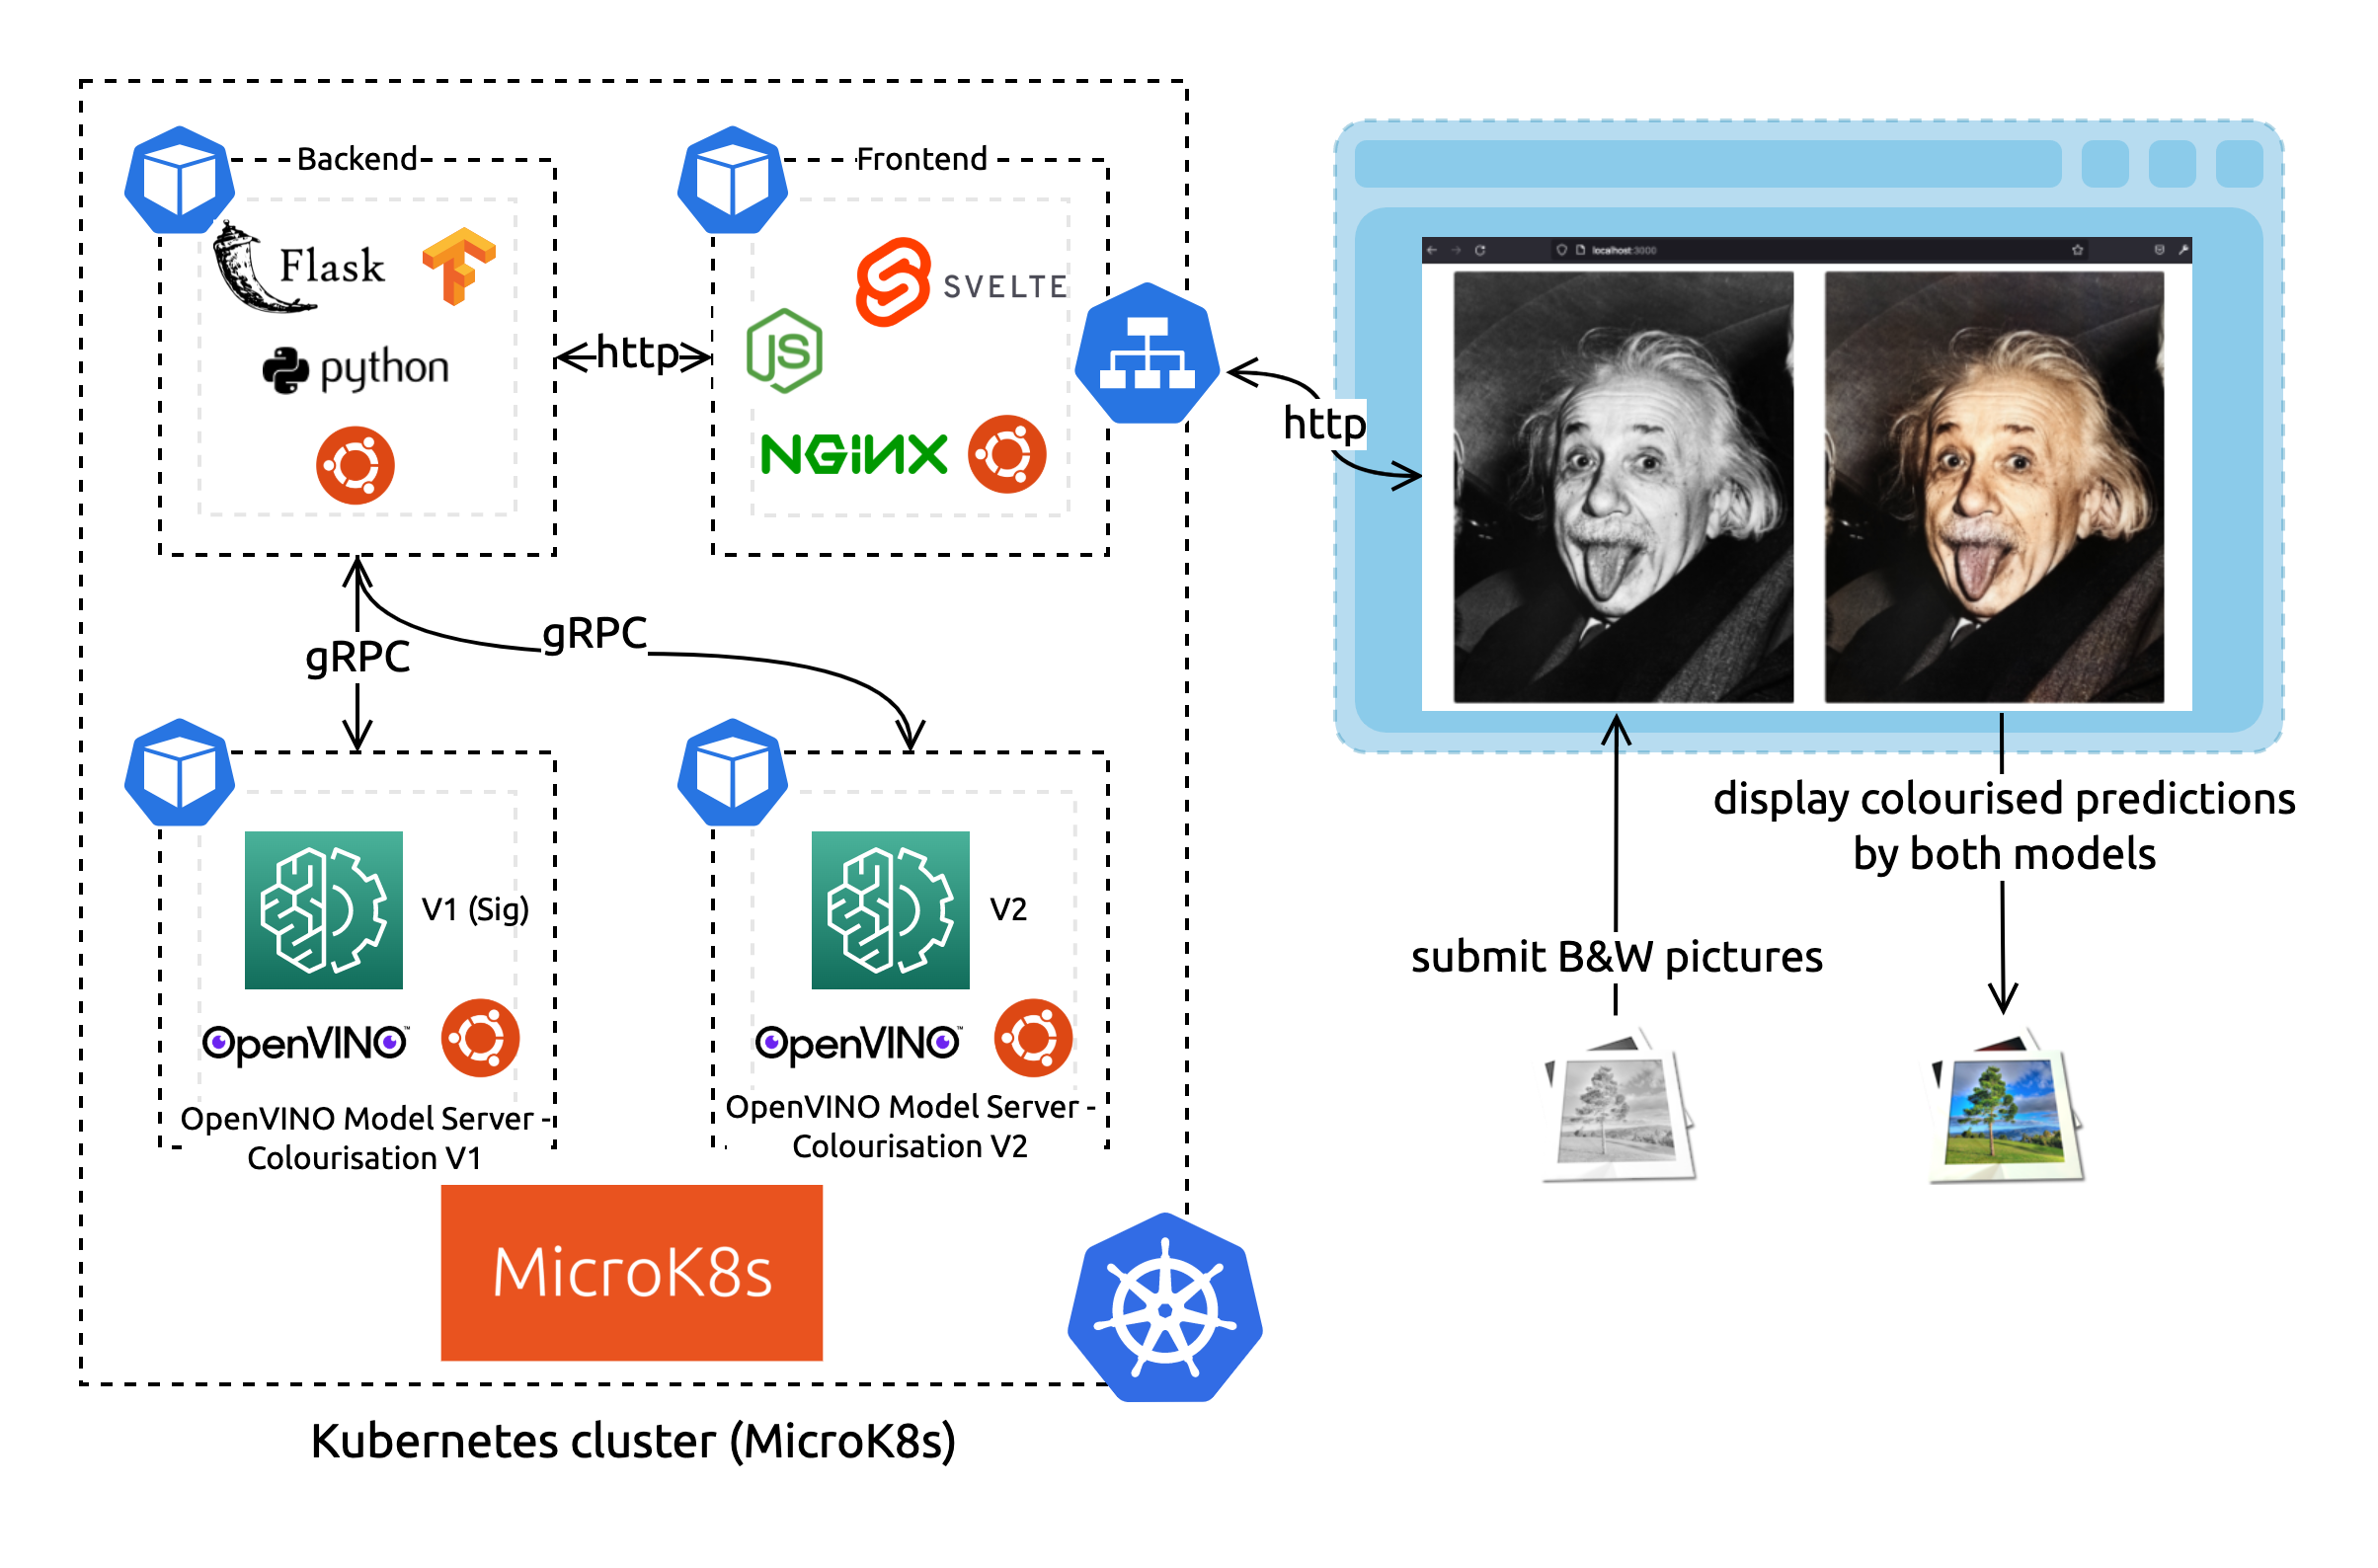 Backend
Flask
python
http
Frontend
SVELTE
JS
NGiNX
http
localhost:3000
gRPC
gRPC
V1 (Sig)
OpenVINO™
OpenVINO Model Server -
Colourisation V1
V2
OpenVINO™
OpenVINO Model Server -
Colourisation V2
MicroK8s
Kubernetes cluster (MicroK8s)
submit B&W pictures
display colourised predictions
by both models